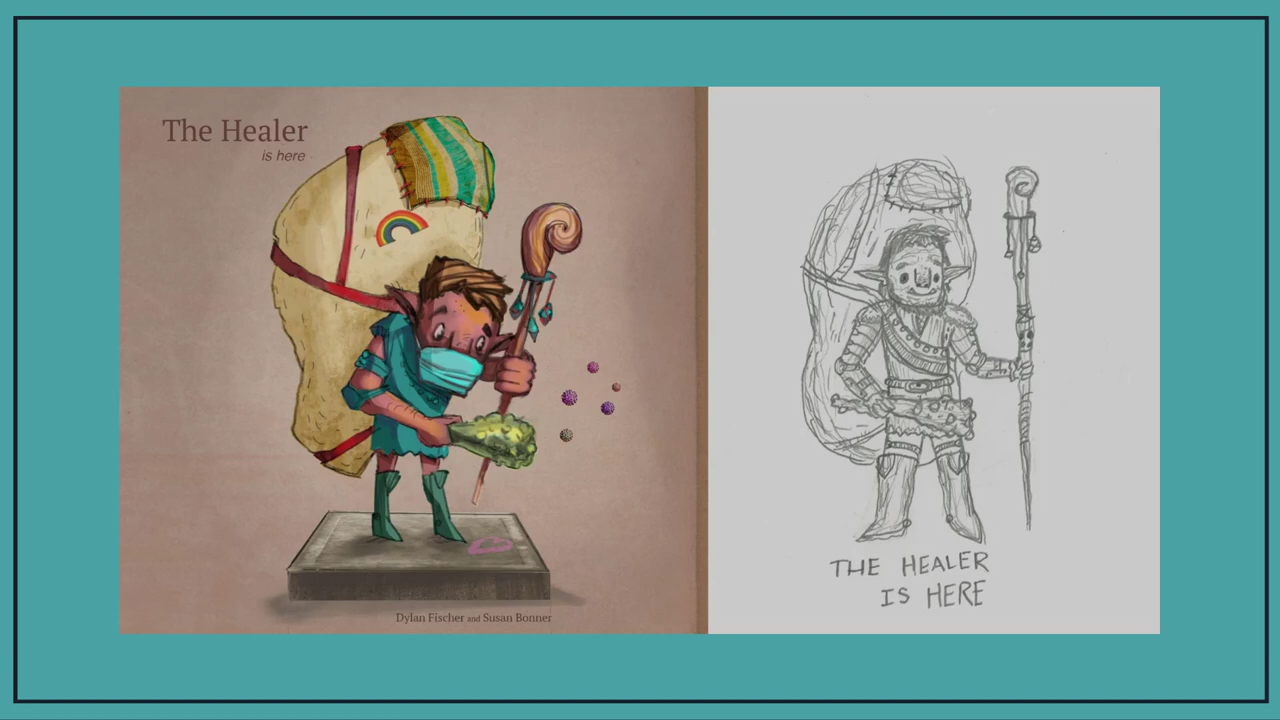 The Healer
is here
Dylan Fischer and Susan Bonner
THE HEALER
IS HERE